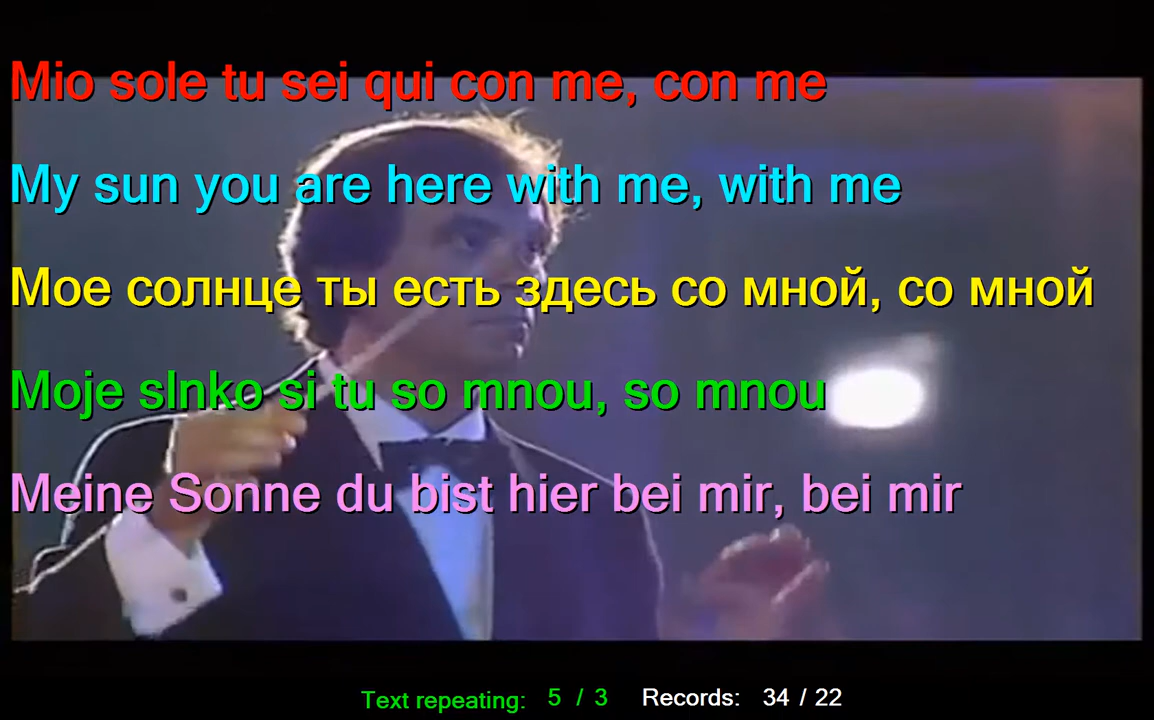 Mio sole tu sei qui con me, con me
My sun you are here with me, with me
Мое солнце ты есть здесь со мной, со мной
Moje slnko si tu so mnou, so mnou
Meine Sonne du bist hier bei mir, bei mir
Text repeating: 5 / 3 Records: 34 / 22